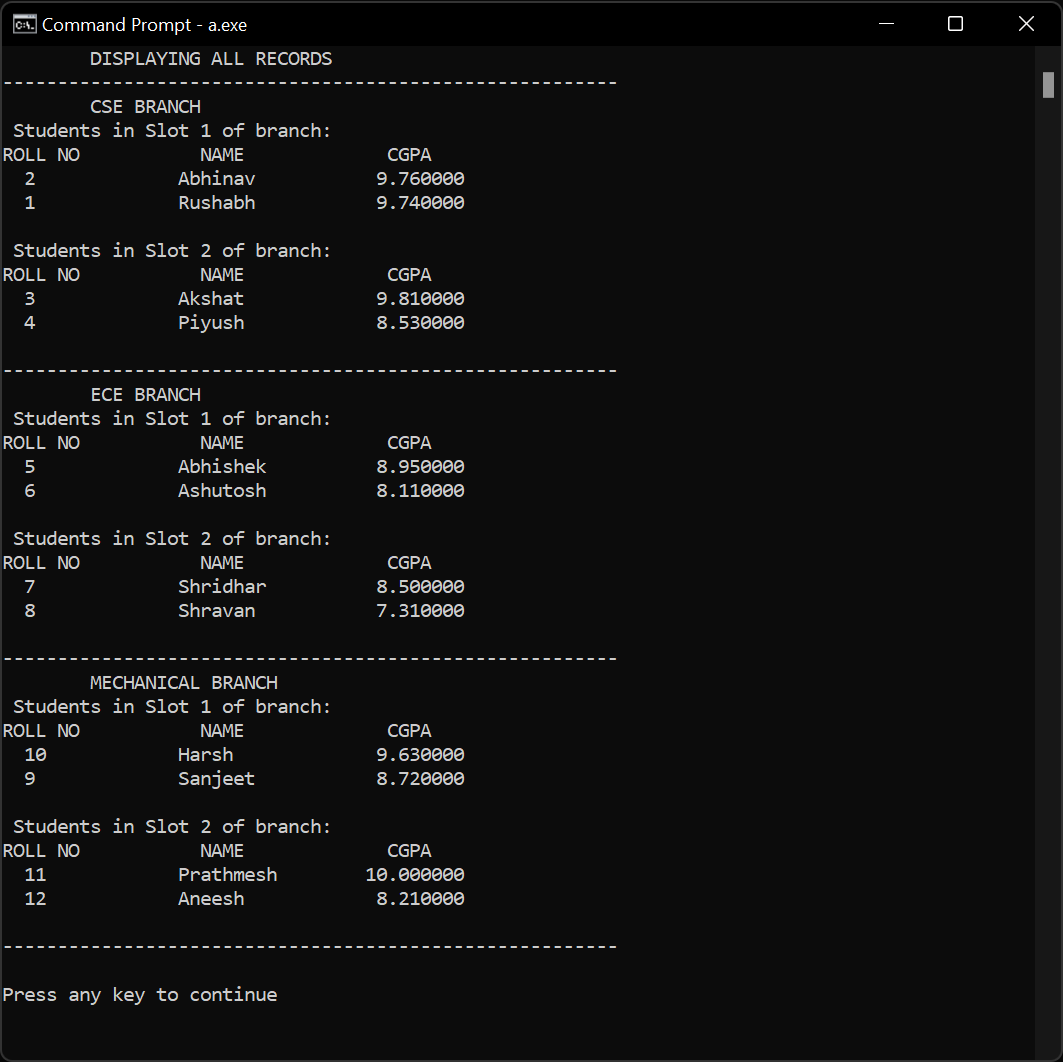 Command Prompt - a.exe
DISPLAYING ALL RECORDS
--------------------------------------------------------
CSE BRANCH
Students in Slot 1 of branch:
ROLL NO NAME CGPA
2 Abhinav 9.760000
1 Rushabh 9.740000
Students in Slot 2 of branch:
ROLL NO NAME CGPA
3 Akshat 9.810000
4 Piyush 8.530000
--------------------------------------------------------
ECE BRANCH
Students in Slot 1 of branch:
ROLL NO NAME CGPA
5 Abhishek 8.950000
6 Ashutosh 8.110000
Students in Slot 2 of branch:
ROLL NO NAME CGPA
7 Shridhar 8.500000
8 Shravan 7.310000
--------------------------------------------------------
MECHANICAL BRANCH
Students in Slot 1 of branch:
ROLL NO NAME CGPA
10 Harsh 9.630000
9 Sanjeet 8.720000
Students in Slot 2 of branch:
ROLL NO NAME CGPA
11 Prathmesh 10.000000
12 Aneesh 8.210000
--------------------------------------------------------
Press any key to continue